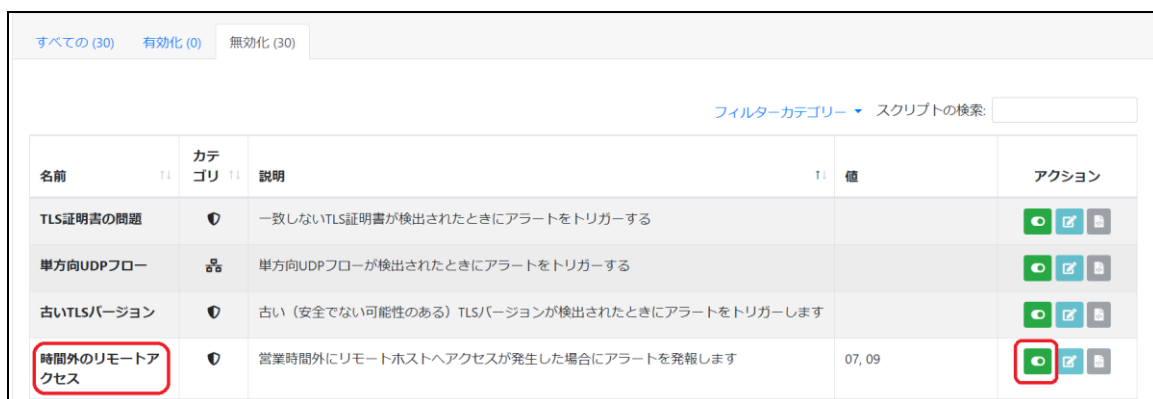 すべての (30) 有効化 (0) 無効化 (30)
フィルターカテゴリー スクリプトの検索:
名前 カテゴリ 説明 値 アクション
TLS証明書の問題 一致しないTLS証明書が検出されたときにアラートをトリガーする
単方向UDPフロー 単方向UDPフローが検出されたときにアラートをトリガーする
古いTLSバージョン 古い（安全でない可能性のある）TLSバージョンが検出されたときにアラートをトリガーします
時間外のリモートアクセス 営業時間外にリモートホストへアクセスが発生した場合にアラートを発報します 07, 09